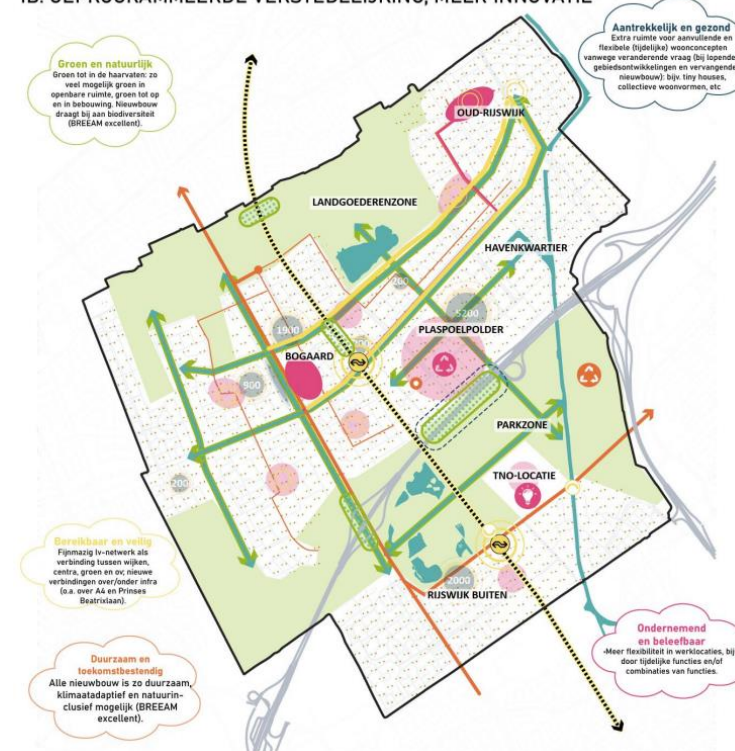 1B: GEPROGRAMMEERDE VERSTEDELIJKING, MEER INNOVATIE
Groen en natuurlijk
Groen tot in de haarvaten: zo
veel mogelijk groen in
openbare ruimte, groen tot op
en in bebouwing. Nieuwbouw
draagt bij aan biodiversiteit
(BREEAM excellent).
Aantrekkelijk en gezond
Extra ruimte voor aanvullende en
flexibele (tijdelijke) woonconcepten
vanwege veranderende vraag (bij lopende
gebiedsontwikkelingen en vervangende
nieuwbouw): bijv. tiny houses,
collectieve woonvormen, etc
OUD-RIJSWIJK
LANDGOEDERENZONE
HAVENKWARTIER
200
5200
1900
PLASPOELPOLDER
BOGAARD
900
PARKZONE
200
TNO-LOCATIE
2000
RIJSWIJK BUITEN
Bereikbaar en veilig
Fijnmazig lv-netwerk als
verbinding tussen wijken,
centra, groen en ov; nieuwe
verbindingen over/onder infra
(o.a. over A4 en Prinses
Beatrixlaan).
Duurzaam en
toekomstbestendig
Alle nieuwbouw is zo duurzaam,
klimaatadaptief en natuurin-
clusief mogelijk (BREEAM
excellent).
Ondernemend
en beleefbaar
-Meer flexibiliteit in werklocaties, bij
door tijdelijke functies en/of
combinaties van functies.